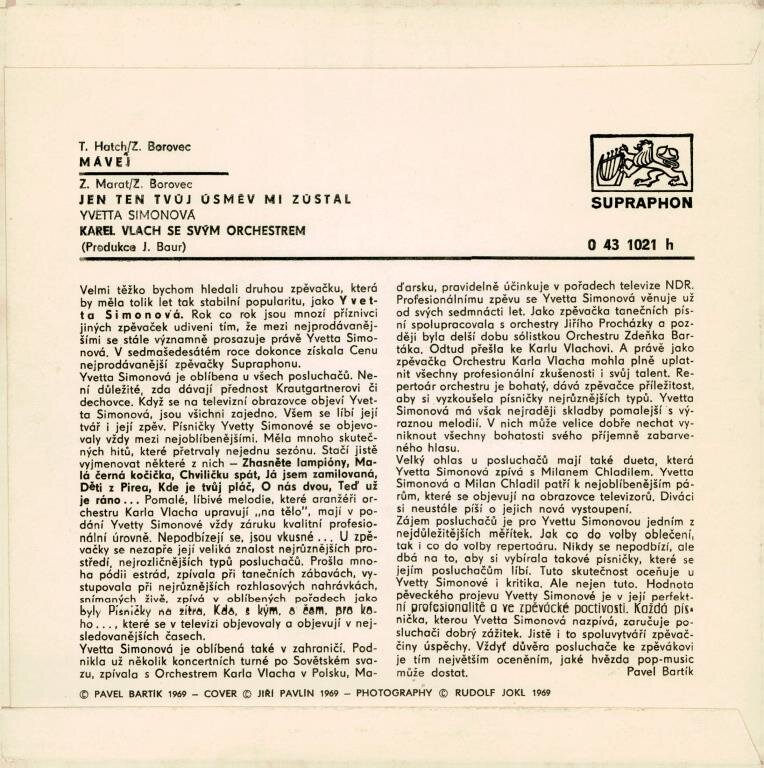 T. Hatch/Z. Borovec
MÁVEJ
Z. Marat/Z. Borovec
JEN TEN TVŮJ ÚSMĚV MI ZŮSTAL
YVETTA SIMONOVÁ
KAREL VLACH SE SVÝM ORCHESTREM
(Produkce J. Baur)
SUPRAPHON
0 43 1021 h
Velmi těžko bychom hledali druhou zpěvačku, která
by měla tolik let tak stabilní popularitu, jako Yvet-
ta Simonová. Rok co rok jsou mnozí příznivci
jiných zpěvaček udiveni tím, že mezi nejprodávaněj-
šími se stále významně prosazuje právě Yvetta Simo-
nová. V sedmašedesátém roce dokonce získala Cenu
nejprodávanější zpěvačky Supraphonu.
Yvetta Simonová je oblíbena u všech posluchačů. Ne-
ní důležité, zda dávají přednost Krautgartnerovi či
dechovce. Když se na televizní obrazovce objeví Yvet-
ta Simonová, jsou všichni zajedno. Všem se líbí její
tvář i její zpěv. Písničky Yvetty Simonové se objevo-
valy vždy mezi nejoblíbenějšími. Měla mnoho skuteč-
ných hitů, které přetrvaly nejednu sezónu. Stačí jistě
vyjmenovat některé z nich – Zhasněte lampióny, Ma-
lá černá kočička, Chviličku spát, Já jsem zamilovaná,
Děti z Pirea, Kde je tvůj pláč, O nás dvou, Teď už
je ráno... Pomalé, líbivé melodie, které aranžéři or-
chestru Karla Vlacha upravují „na tělo", mají v po-
dání Yvetty Simonové vždy záruku kvalitní profesio-
nální úrovně. Nepodbízejí se, jsou vkusné... U zpě-
vačky se nezapře její veliká znalost nejrůznějších pro-
středí, nejrozličnějších typů posluchačů. Prošla mno-
ha pódii estrád, zpívala při tanečních zábavách, vy-
stupovala při nejrůznějších rozhlasových nahrávkách,
snímaných živě, zpívá v oblíbených pořadech jako
byly Písničky na zítra, Kdo, s kým, o čem, pro ko-
ho..., které se v televizi objevovaly a objevují v nej-
sledovanějších časech.
Yvetta Simonová je oblíbená také v zahraničí. Pod-
nikla už několik koncertních turné po Sovětském sva-
zu, zpívala s Orchestrem Karla Vlacha v Polsku, Ma-
ďarsku, pravidelně účinkuje v pořadech televize NDR.
Profesionálnímu zpěvu se Yvetta Simonová věnuje už
od svých sedmnácti let. Jako zpěvačka tanečních pís-
ní spolupracovala s orchestry Jiřího Procházky a poz-
ději byla delší dobu sólistkou Orchestru Zdeňka Bar-
táka. Odtud přešla ke Karlu Vlachovi. A právě jako
zpěvačka Orchestru Karla Vlacha mohla plně uplat-
nit všechny profesionální zkušenosti i svůj talent. Re-
pertoár orchestru je bohatý, dává zpěvačce příležitost,
aby si vyzkoušela písničky nejrůznějších typů. Yvetta
Simonová má však nejraději skladby pomalejší s vý-
raznou melodií. V nich může velice dobře nechat vy-
niknout všechny bohatosti svého příjemně zabarve-
ného hlasu.
Velký ohlas u posluchačů mají také dueta, která
Yvetta Simonová zpívá s Milanem Chladilem. Yvetta
Simonová a Milan Chladil patří k nejoblíbenějším pá-
rům, které se objevují na obrazovce televizorů. Diváci
si neustále píší o jejich nová vystoupení.
Zájem posluchačů je pro Yvettu Simonovou jedním z
nejdůležitějších měřítek. Jak co do volby oblečení,
tak i co do volby repertoáru. Nikdy se nepodbízí, ale
dbá na to, aby si vybírala takové písničky, které se
jejím posluchačům líbí. Tuto skutečnost oceňuje u
Yvetty Simonové i kritika. Ale nejen tuto. Hodnota
pěveckého projevu Yvetty Simonové je v její perfekt-
ní profesionalitě a ve zpěvácké poctivosti. Každá pís-
nička, kterou Yvetta Simonová nazpívá, zaručuje po-
sluchači dobrý zážitek. Jistě i to spoluvytváří zpěvač-
činy úspěchy. Vždyť důvěra posluchače ke zpěvákovi
je tím největším oceněním, jaké hvězda pop-music
může dostat. Pavel Bartík
© PAVEL BARTÍK 1969 – COVER © JIŘÍ PAVLÍN 1969 – PHOTOGRAPHY © RUDOLF JOKL 1969